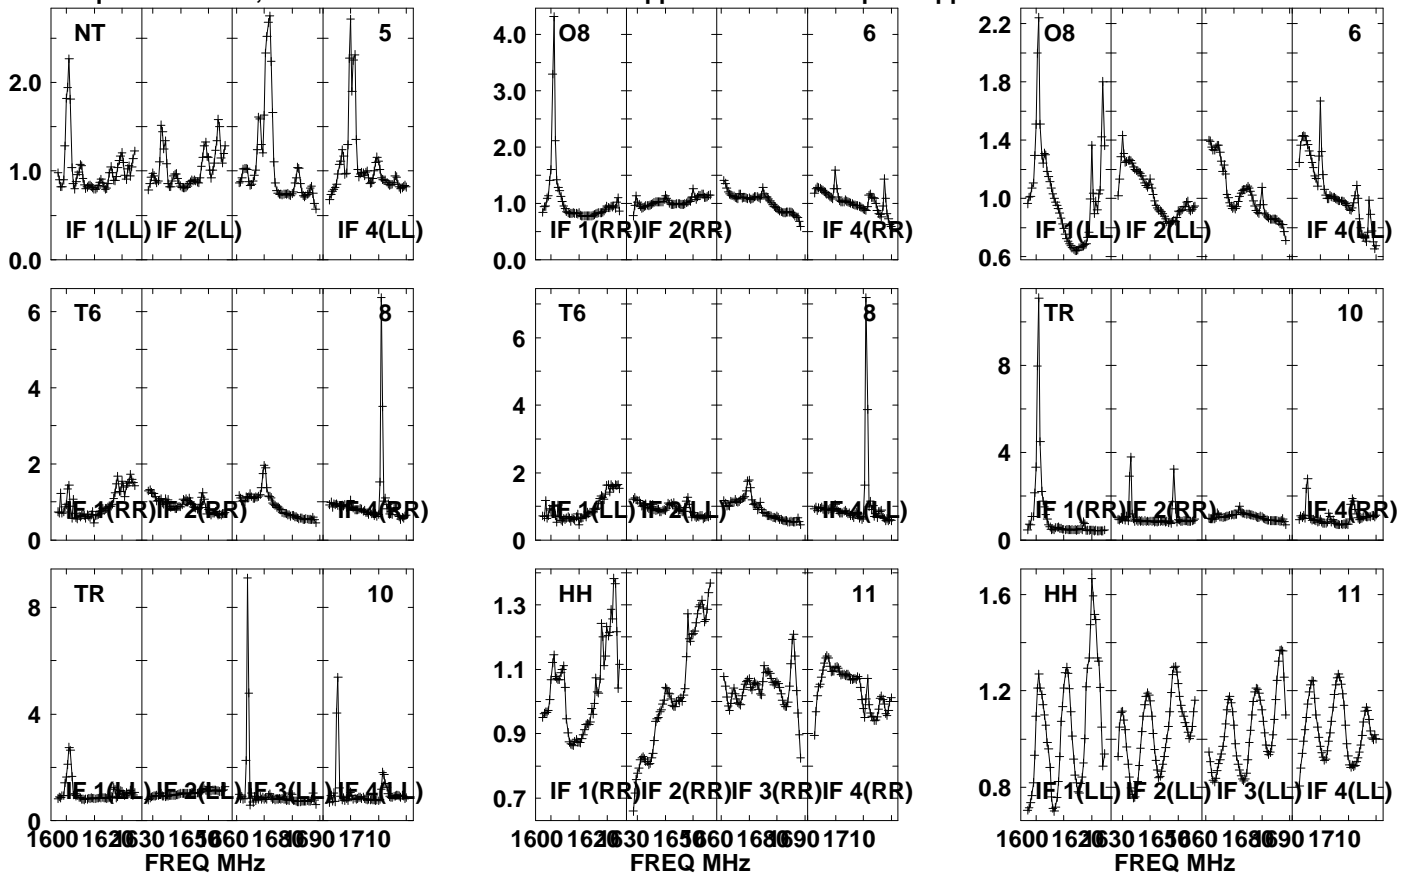 NT 5 O8 6 O8 6
2.0 4.0 2.2
3.0 1.8
1.0 2.0 1.4
1.0 1.0
IF 1(LL) IF 2(LL) IF 4(LL) IF 1(RR) IF 2(RR) IF 4(RR) IF 1(LL) IF 2(LL) IF 4(LL)
0.0 0.0 0.6
T6 8 T6 8 TR 10
6 6
8
4 4
4
2 2
IF 1(RR) IF 2(RR) IF 4(RR) IF 1(LL) IF 2(LL) IF 4(LL) IF 1(RR) IF 2(RR) IF 4(RR)
0 0 0
TR 10 HH 11 HH 11
8 1.3 1.6
1.1
4 1.2
0.9
IF 1(LL) IF 2(LL) IF 3(LL) IF 4(LL) IF 1(RR) IF 2(RR) IF 3(RR) IF 4(RR) IF 1(LL) IF 2(LL) IF 3(LL) IF 4(LL)
0 0.7 0.8
1600 1620 1630 1650 1660 1680 1690 1710 1600 1620 1630 1650 1660 1680 1690 1710 1600 1620 1630 1650 1660 1680 1690 1710
FREQ MHz FREQ MHz FREQ MHz